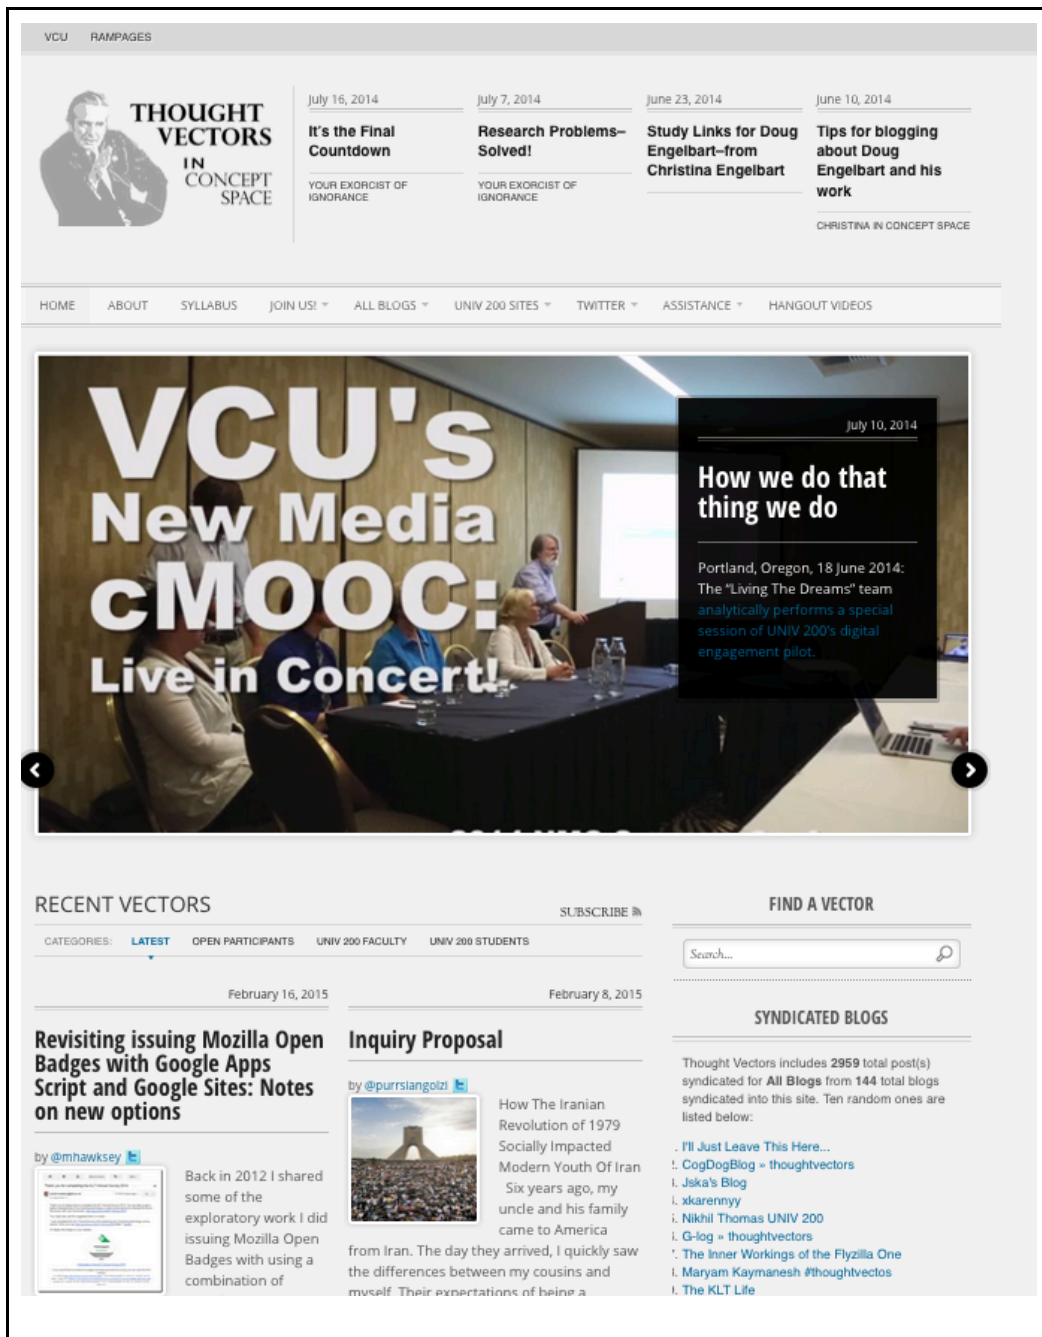 VCU RAMPAGES
THOUGHT
VECTORS
IN
CONCEPT
SPACE
July 16, 2014
It's the Final
Countdown
YOUR EXORCIST OF
IGNORANCE
July 7, 2014
Research Problems–
Solved!
YOUR EXORCIST OF
IGNORANCE
June 23, 2014
Study Links for Doug
Engelbart–from
Christina Engelbart
June 10, 2014
Tips for blogging
about Doug
Engelbart and his
work
CHRISTINA IN CONCEPT SPACE
HOME ABOUT SYLLABUS JOIN US! ALL BLOGS UNIV 200 SITES TWITTER ASSISTANCE HANGOUT VIDEOS
VCU's
New Media
cMOOC:
Live in Concert!
July 10, 2014
How we do that
thing we do
Portland, Oregon, 18 June 2014:
The "Living The Dreams" team
analytically performs a special
session of UNIV 200's digital
engagement pilot.
RECENT VECTORS
SUBSCRIBE
CATEGORIES: LATEST OPEN PARTICIPANTS UNIV 200 FACULTY UNIV 200 STUDENTS
February 16, 2015
Revisiting issuing Mozilla Open
Badges with Google Apps
Script and Google Sites: Notes
on new options
by @mhawksey
Back in 2012 I shared
some of the
exploratory work I did
issuing Mozilla Open
Badges with using a
combination of
February 8, 2015
Inquiry Proposal
by @purrsiangolzi
How The Iranian
Revolution of 1979
Socially Impacted
Modern Youth Of Iran
Six years ago, my
uncle and his family
came to America
from Iran. The day they arrived, I quickly saw
the differences between my cousins and
myself. Their expectations of being a
FIND A VECTOR
Search...
SYNDICATED BLOGS
Thought Vectors includes 2959 total post(s)
syndicated for All Blogs from 144 total blogs
syndicated into this site. Ten random ones are
listed below:
I'll Just Leave This Here...
CogDogBlog » thoughtvectors
Jska's Blog
xkarennyy
Nikhil Thomas UNIV 200
G-log » thoughtvectors
The Inner Workings of the Flyzilla One
Maryam Kaymanesh #thoughtvectos
The KLT Life